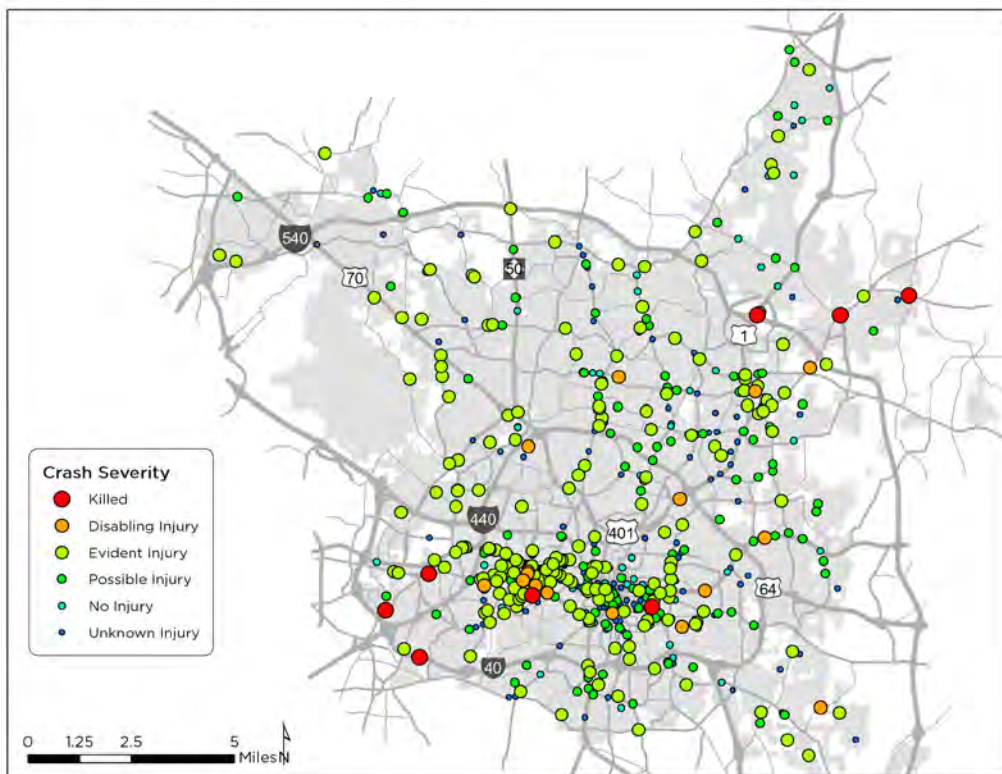 540
70
50
1
440
401
64
40
Crash Severity
Killed
Disabling Injury
Evident Injury
Possible Injury
No Injury
Unknown Injury
0 1.25 2.5 5
Miles N